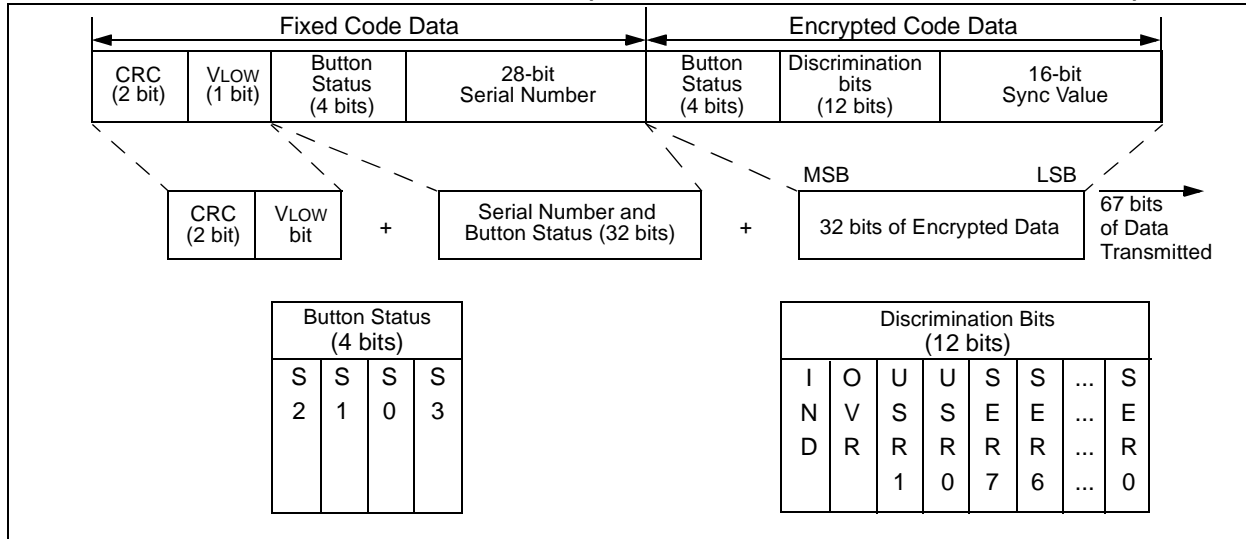 Fixed Code Data Encrypted Code Data
CRC (2 bit)
VLOW (1 bit)
Button Status (4 bits)
28-bit Serial Number
Button Status (4 bits)
Discrimination bits (12 bits)
16-bit Sync Value
MSB LSB
CRC (2 bit)
VLOW bit
+
Serial Number and Button Status (32 bits)
+
32 bits of Encrypted Data
67 bits of Data Transmitted
Button Status (4 bits)
S S S S
2 1 0 3
Discrimination Bits (12 bits)
I O U U S S ... S
N V S S E E ... E
D R R R R R ... R
1 0 7 6 ... 0